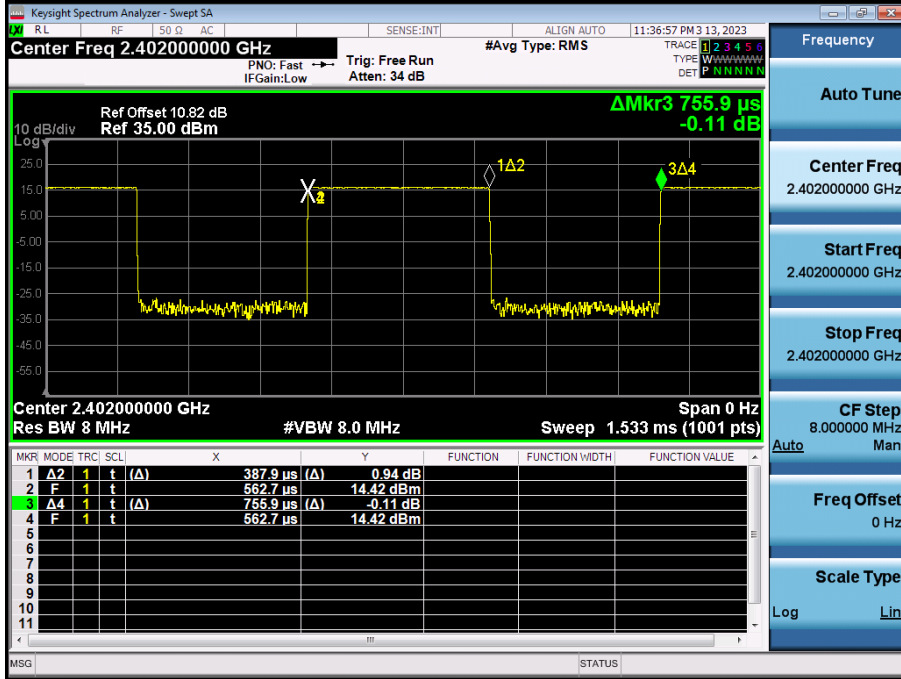 Keysight Spectrum Analyzer - Swept SA
LXI RL RF 50 Ω AC SENSE:INT ALIGN AUTO 11:36:57 PM 3 13, 2023
Center Freq 2.402000000 GHz #Avg Type: RMS TRACE 1 2 3 4 5 6
PNO: Fast Trig: Free Run TYPE WWWWWW
IFGain:Low Atten: 34 dB DET P N N N N N
Frequency
Auto Tune
Center Freq
2.402000000 GHz
Start Freq
2.402000000 GHz
Stop Freq
2.402000000 GHz
CF Step
8.000000 MHz
Auto Man
Freq Offset
0 Hz
Scale Type
Log Lin
ΔMkr3 755.9 µs
-0.11 dB
Ref Offset 10.82 dB
10 dB/div Ref 35.00 dBm
Log
25.0
15.0
5.00
-5.00
-15.0
-25.0
-35.0
-45.0
-55.0
1Δ2
3Δ4
Center 2.402000000 GHz Span 0 Hz
Res BW 8 MHz #VBW 8.0 MHz Sweep 1.533 ms (1001 pts)
MKR MODE TRC SCL X Y FUNCTION FUNCTION WIDTH FUNCTION VALUE
1 Δ2 1 t (Δ) 387.9 µs (Δ) 0.94 dB
2 F 1 t 562.7 µs 14.42 dBm
3 Δ4 1 t (Δ) 755.9 µs (Δ) -0.11 dB
4 F 1 t 562.7 µs 14.42 dBm
5
6
7
8
9
10
11
MSG STATUS